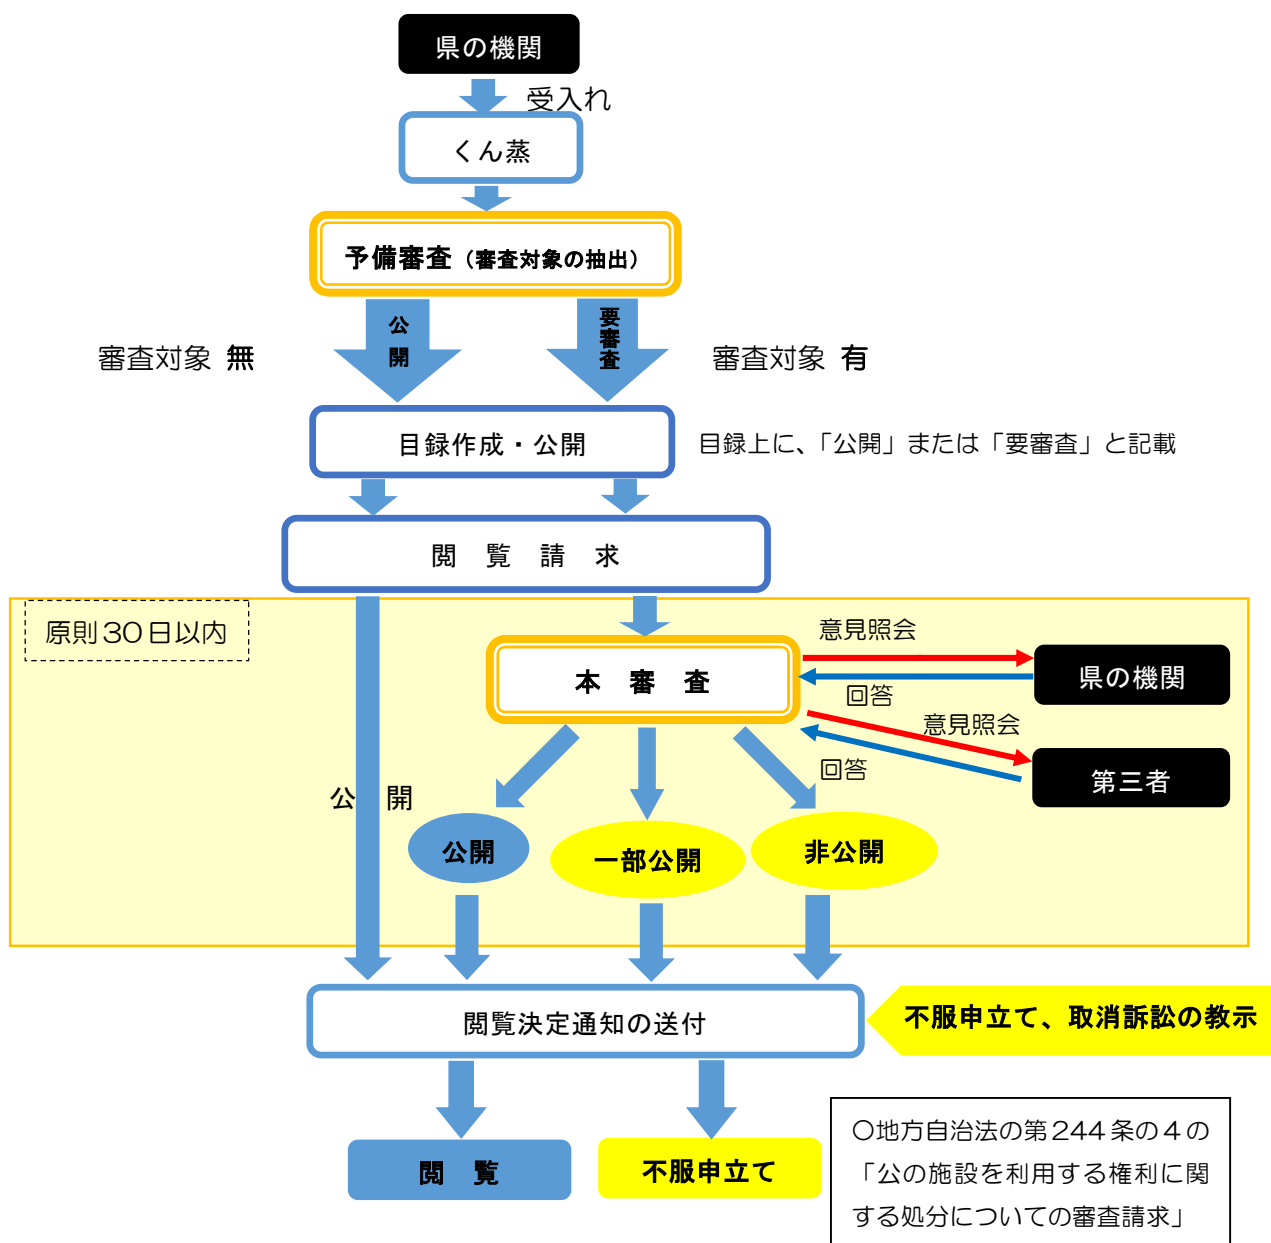 県の機関
受入れ
くん蒸
予備審査（審査対象の抽出）
公開
要審査
審査対象 無
審査対象 有
目録作成・公開
目録上に、「公開」または「要審査」と記載
閲覧請求
原則30日以内
意見照会
本審査
県の機関
回答
意見照会
回答
第三者
公開
公開
一部公開
非公開
閲覧決定通知の送付
不服申立て、取消訴訟の教示
閲覧
不服申立て
〇地方自治法の第244条の4の
「公の施設を利用する権利に関
する処分についての審査請求」